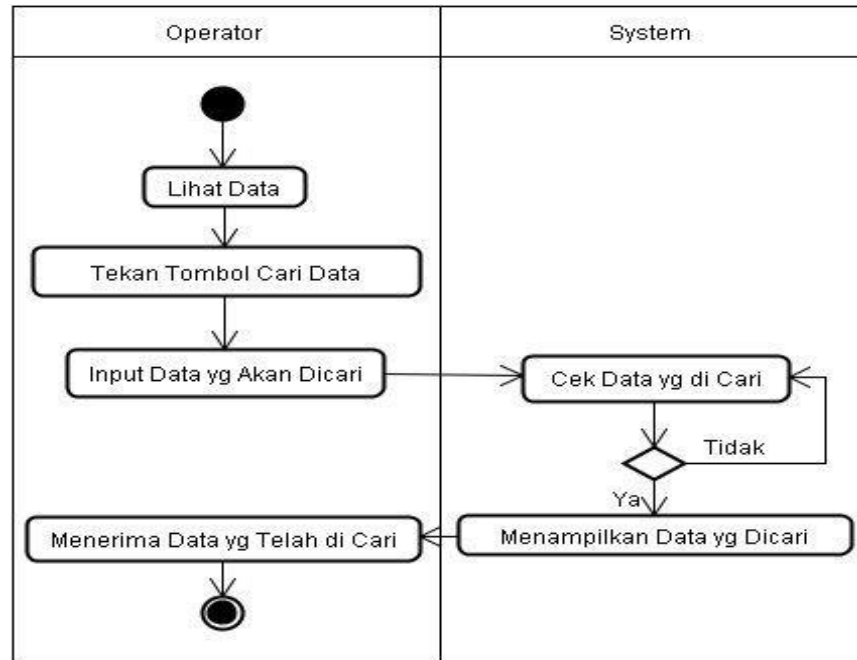 Operator
System
Lihat Data
Tekan Tombol Cari Data
Input Data yg Akan Dicari
Cek Data yg di Cari
Tidak
Ya
Menampilkan Data yg Dicari
Menerima Data yg Telah di Cari